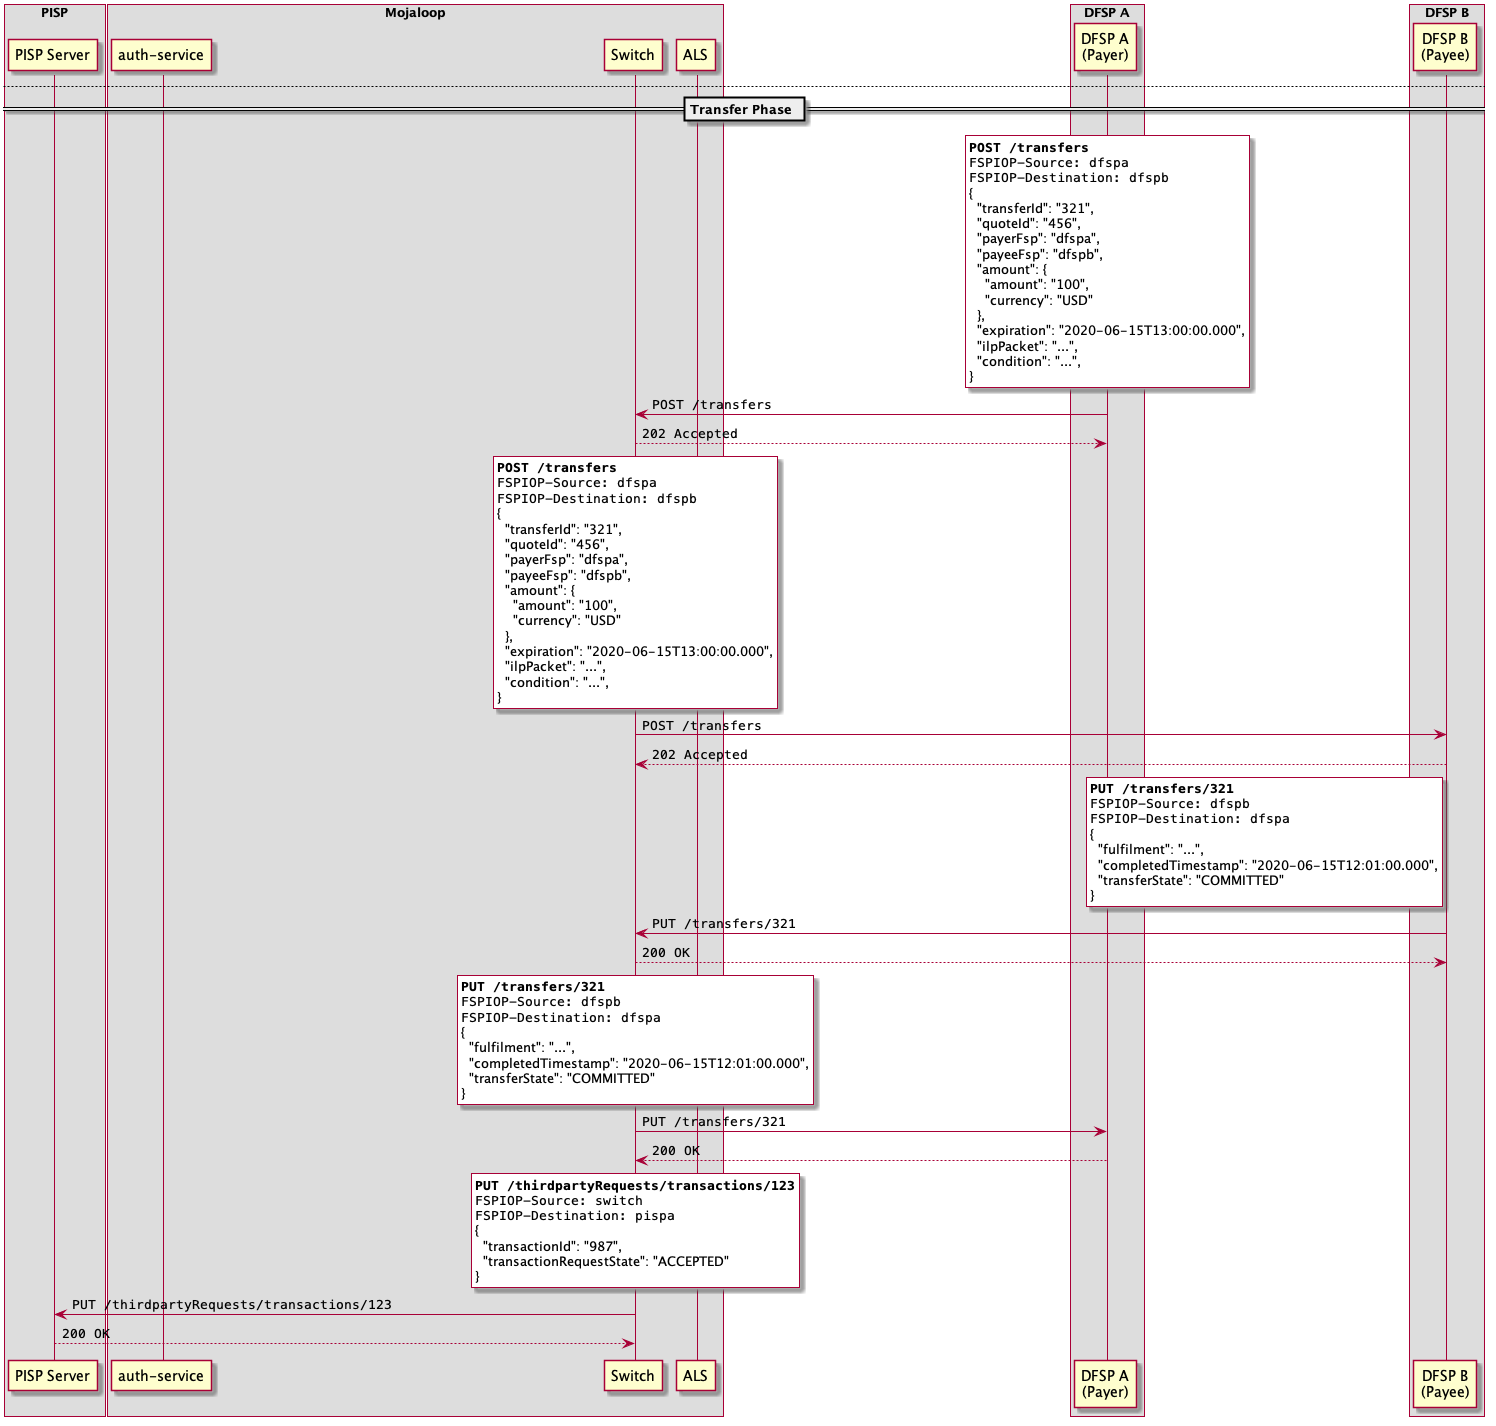 PISP
Mojaloop
DFSP A
DFSP B
PISP Server
auth-service
Switch
ALS
DFSP A
(Payer)
DFSP B
(Payee)
Transfer Phase
POST /transfers
FSPIOP-Source: dfspa
FSPIOP-Destination: dfspb
{
"transferId": "321",
"quoteId": "456",
"payerFsp": "dfspa",
"payeeFsp": "dfspb",
"amount": {
"amount": "100",
"currency": "USD"
},
"expiration": "2020-06-15T13:00:00.000",
"ilpPacket": "...",
"condition": "...",
}
POST /transfers
202 Accepted
POST /transfers
FSPIOP-Source: dfspa
FSPIOP-Destination: dfspb
{
"transferId": "321",
"quoteId": "456",
"payerFsp": "dfspa",
"payeeFsp": "dfspb",
"amount": {
"amount": "100",
"currency": "USD"
},
"expiration": "2020-06-15T13:00:00.000",
"ilpPacket": "...",
"condition": "...",
}
POST /transfers
202 Accepted
PUT /transfers/321
FSPIOP-Source: dfspb
FSPIOP-Destination: dfspa
{
"fulfilment": "...",
"completedTimestamp": "2020-06-15T12:01:00.000",
"transferState": "COMMITTED"
}
PUT /transfers/321
200 OK
PUT /transfers/321
FSPIOP-Source: dfspb
FSPIOP-Destination: dfspa
{
"fulfilment": "...",
"completedTimestamp": "2020-06-15T12:01:00.000",
"transferState": "COMMITTED"
}
PUT /transfers/321
200 OK
PUT /thirdpartyRequests/transactions/123
FSPIOP-Source: switch
FSPIOP-Destination: pispa
{
"transactionId": "987",
"transactionRequestState": "ACCEPTED"
}
PUT /thirdpartyRequests/transactions/123
200 OK
PISP Server
auth-service
Switch
ALS
DFSP A
(Payer)
DFSP B
(Payee)